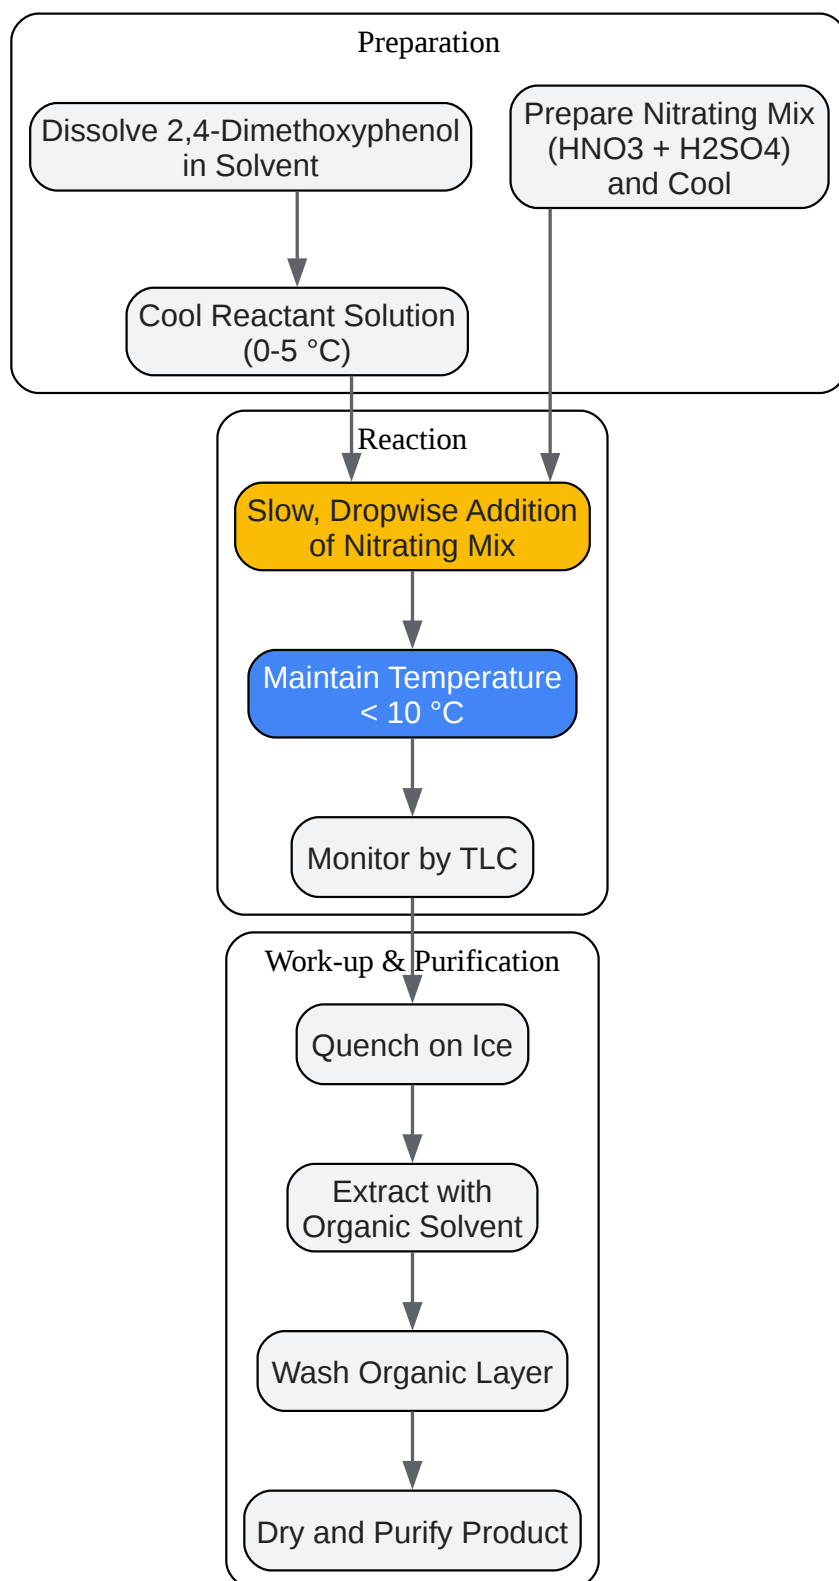 Preparation
Dissolve 2,4-Dimethoxyphenol
in Solvent
Prepare Nitrating Mix
(HNO3 + H2SO4)
and Cool
Cool Reactant Solution
(0-5 °C)
Reaction
Slow, Dropwise Addition
of Nitrating Mix
Maintain Temperature
< 10 °C
Monitor by TLC
Work-up & Purification
Quench on Ice
Extract with
Organic Solvent
Wash Organic Layer
Dry and Purify Product